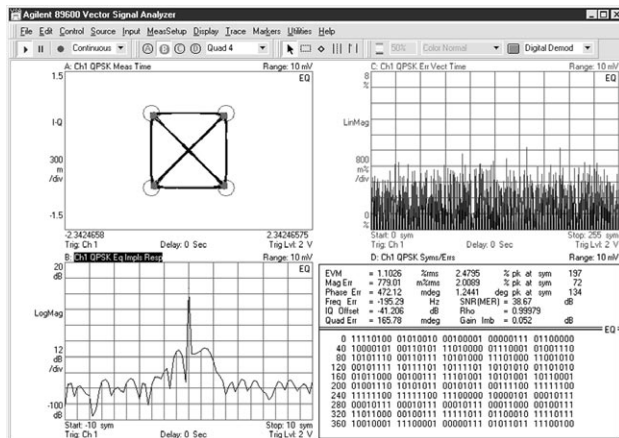 Agilent 89600 Vector Signal Analyzer
File Edit Control Source Input MeasSetup Display Trace Markers Utilities Help
Continuous A B C D Quad 4 50% Color Normal Digital Demod
A: Ch1 QPSK Meas Time Range: 10 mV
1.5 EQ
I-Q
300
m
/div
-1.5
-2.3424658 2.34246575
Trig: Ch 1 Delay: 0 Sec Trig Lvl: 2 V
C: Ch1 QPSK Err Vect Time Range: 10 mV
8 EQ
%
LinMag
800
m%
/div
0
%
Start: 0 sym Stop: 255 sym
Trig: Ch 1 Delay: 0 Sec Trig Lvl: 2 V
B: Ch1 QPSK Eq Impls Resp Range: 10 mV
20 EQ
dB
LogMag
12
dB
/div
-100
dB
Start: -10 sym Stop: 10 sym
Trig: Ch 1 Delay: 0 Sec Trig Lvl: 2 V
D: Ch1 QPSK Syms/Errs Range: 10 mV
EVM = 1.1026 %rms 2.4795 % pk at sym 197
Mag Err = 779.01 m%rms 2.0089 % pk at sym 72
Phase Err = 472.12 mdeg 1.2441 deg pk at sym 134
Freq Err = -195.29 Hz SNR(MER) = 38.67 dB
IQ Offset = -41.206 dB Rho = 0.99979
Quad Err = 165.78 mdeg Gain Imb = 0.052 dB
EQ
0 11110100 01010010 00100001 00000111 01100000
40 10000101 00110101 11010000 01110001 01001110
80 10101110 00111110 01110101 11101000 11001010
120 00101111 10111101 10111101 10101010 01101010
160 01011000 00101111 11001101 10101001 10110001
200 01001110 10101011 00101011 00111100 11111100
240 11111100 11111100 11000000 10000101 00010111
280 00010111 00010111 00010111 00010111 00010111
320 11011000 00100111 11111011 01100010 11110111
360 10010001 11100001 00000111 01011011 11100100